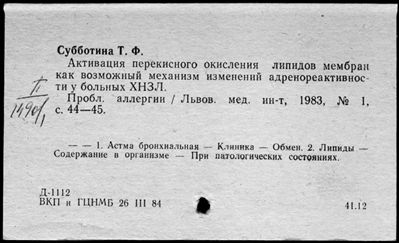 Субботина Т. Ф.
Активация перекисного окисления липидов мембран
как возможный механизм изменений адренореактивнос-
ти у больных ХНЗЛ.
Пробл. аллергии / Львов. мед. ин-т, 1983, № 1,
с. 44—45.
— — 1. Астма бронхиальная — Клиника — Обмен. 2. Липиды —
Содержание в организме — При патологических состояниях.
Д-1112
ВКП и ГЦНМБ 26 III 84
41.12